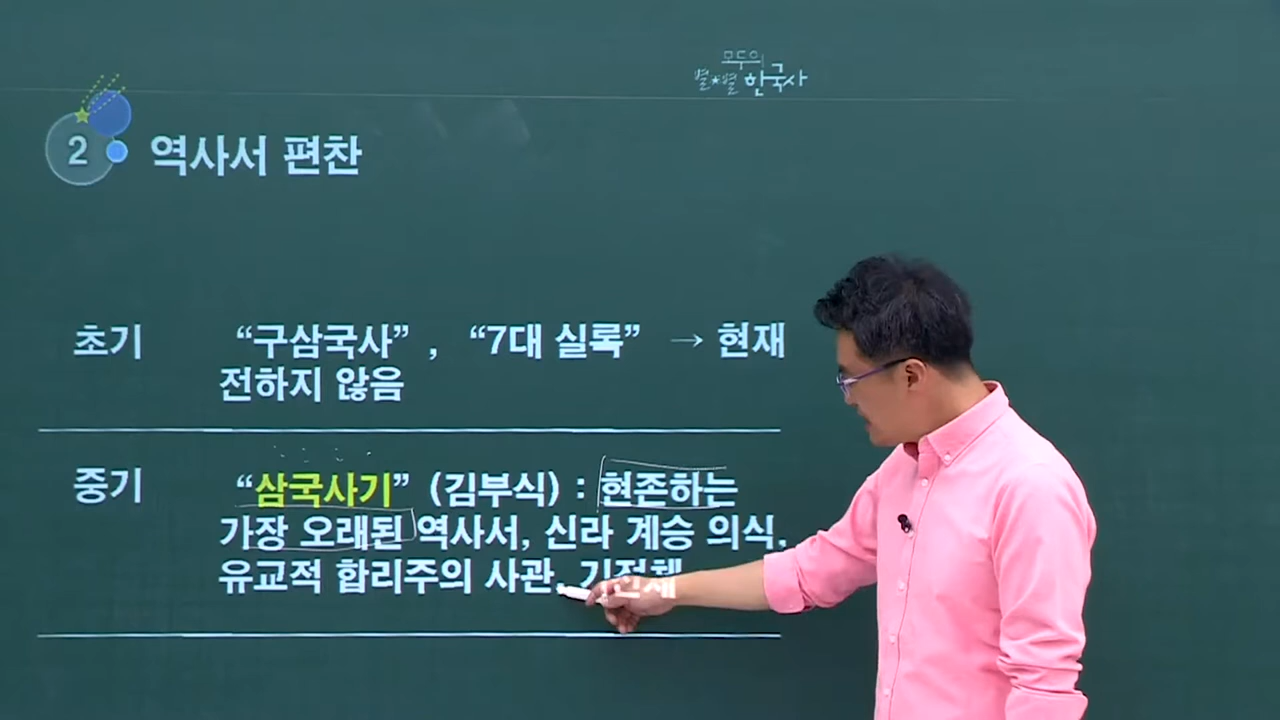 모두의
별★별 한국사
2 역사서 편찬
초기 “구삼국사” , “7대 실록” → 현재
전하지 않음
중기 “삼국사기” (김부식) : 현존하는
가장 오래된 역사서, 신라 계승 의식,
유교적 합리주의 사관,